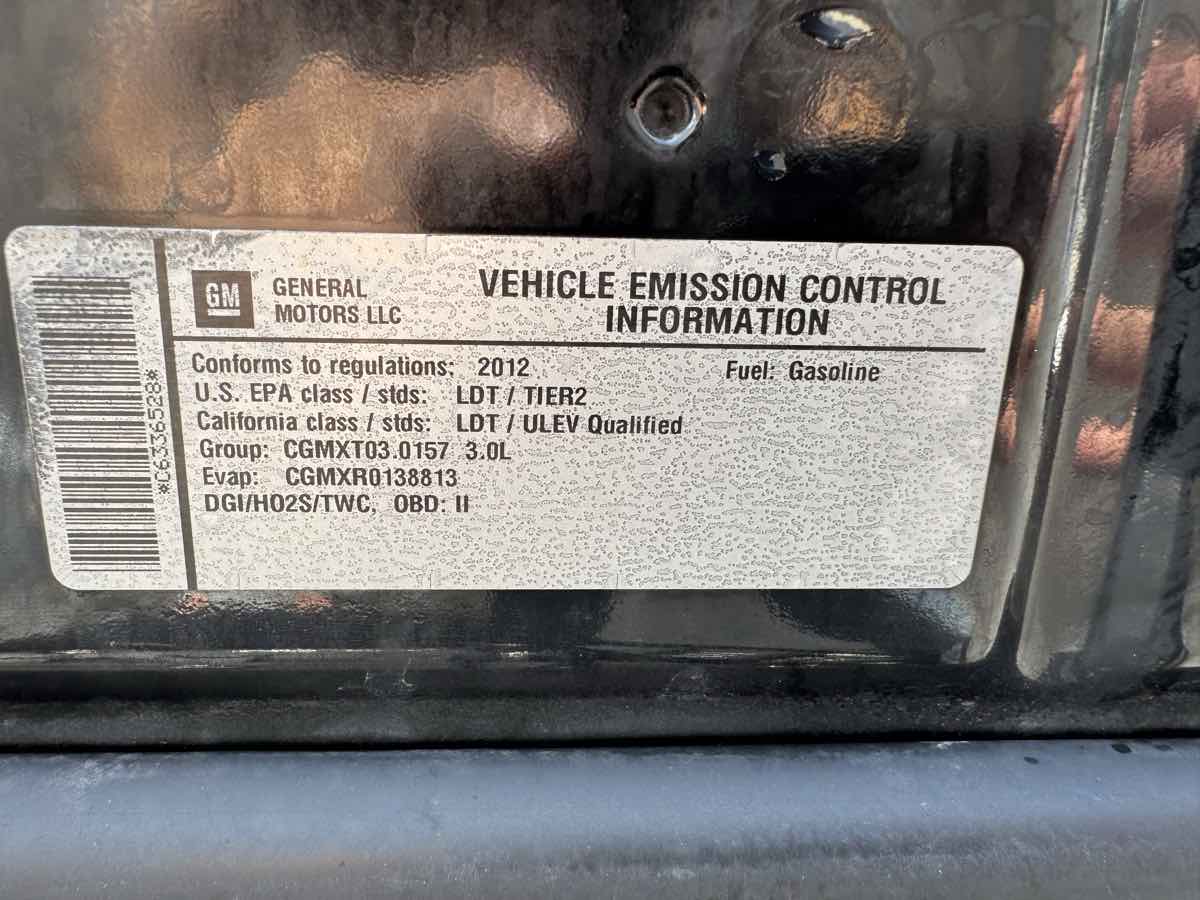 GM
GENERAL
MOTORS LLC
VEHICLE EMISSION CONTROL
INFORMATION
*C6336528*
Conforms to regulations: 2012 Fuel: Gasoline
U.S. EPA class / stds: LDT / TIER2
California class / stds: LDT / ULEV Qualified
Group: CGMXT03.0157 3.0L
Evap: CGMXR0138813
DGI/HO2S/TWC, OBD: II